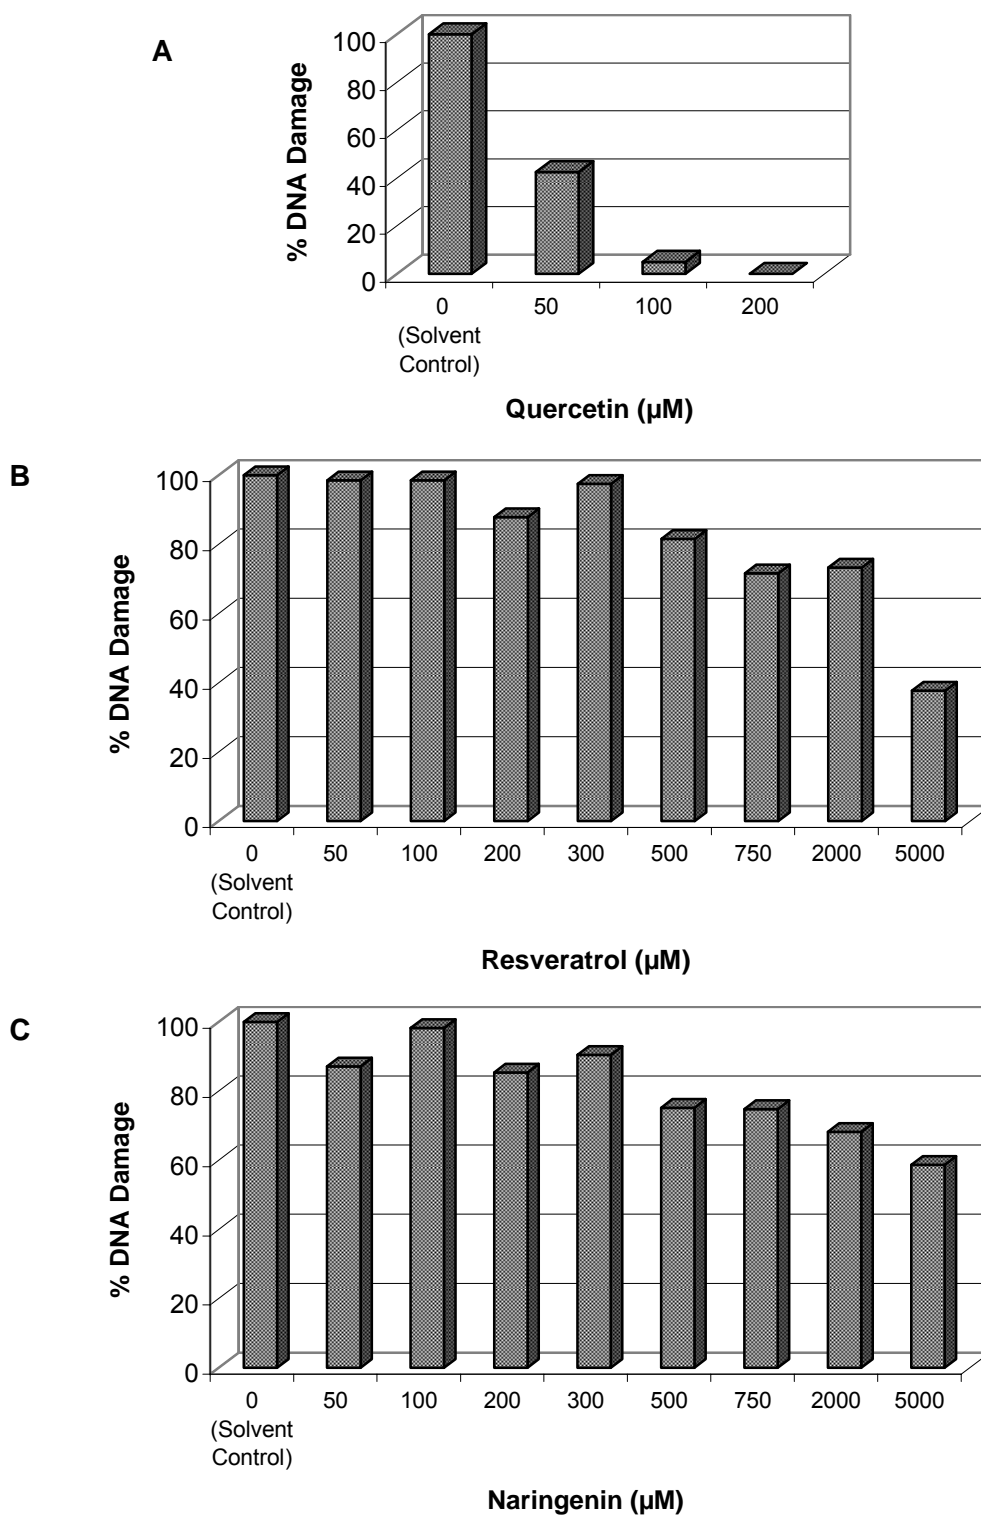 A
% DNA Damage
100
80
60
40
20
0
0 50 100 200
(Solvent
Control)
Quercetin (µM)
B
% DNA Damage
100
80
60
40
20
0
0 50 100 200 300 500 750 2000 5000
(Solvent
Control)
Resveratrol (µM)
C
% DNA Damage
100
80
60
40
20
0
0 50 100 200 300 500 750 2000 5000
(Solvent
Control)
Naringenin (µM)